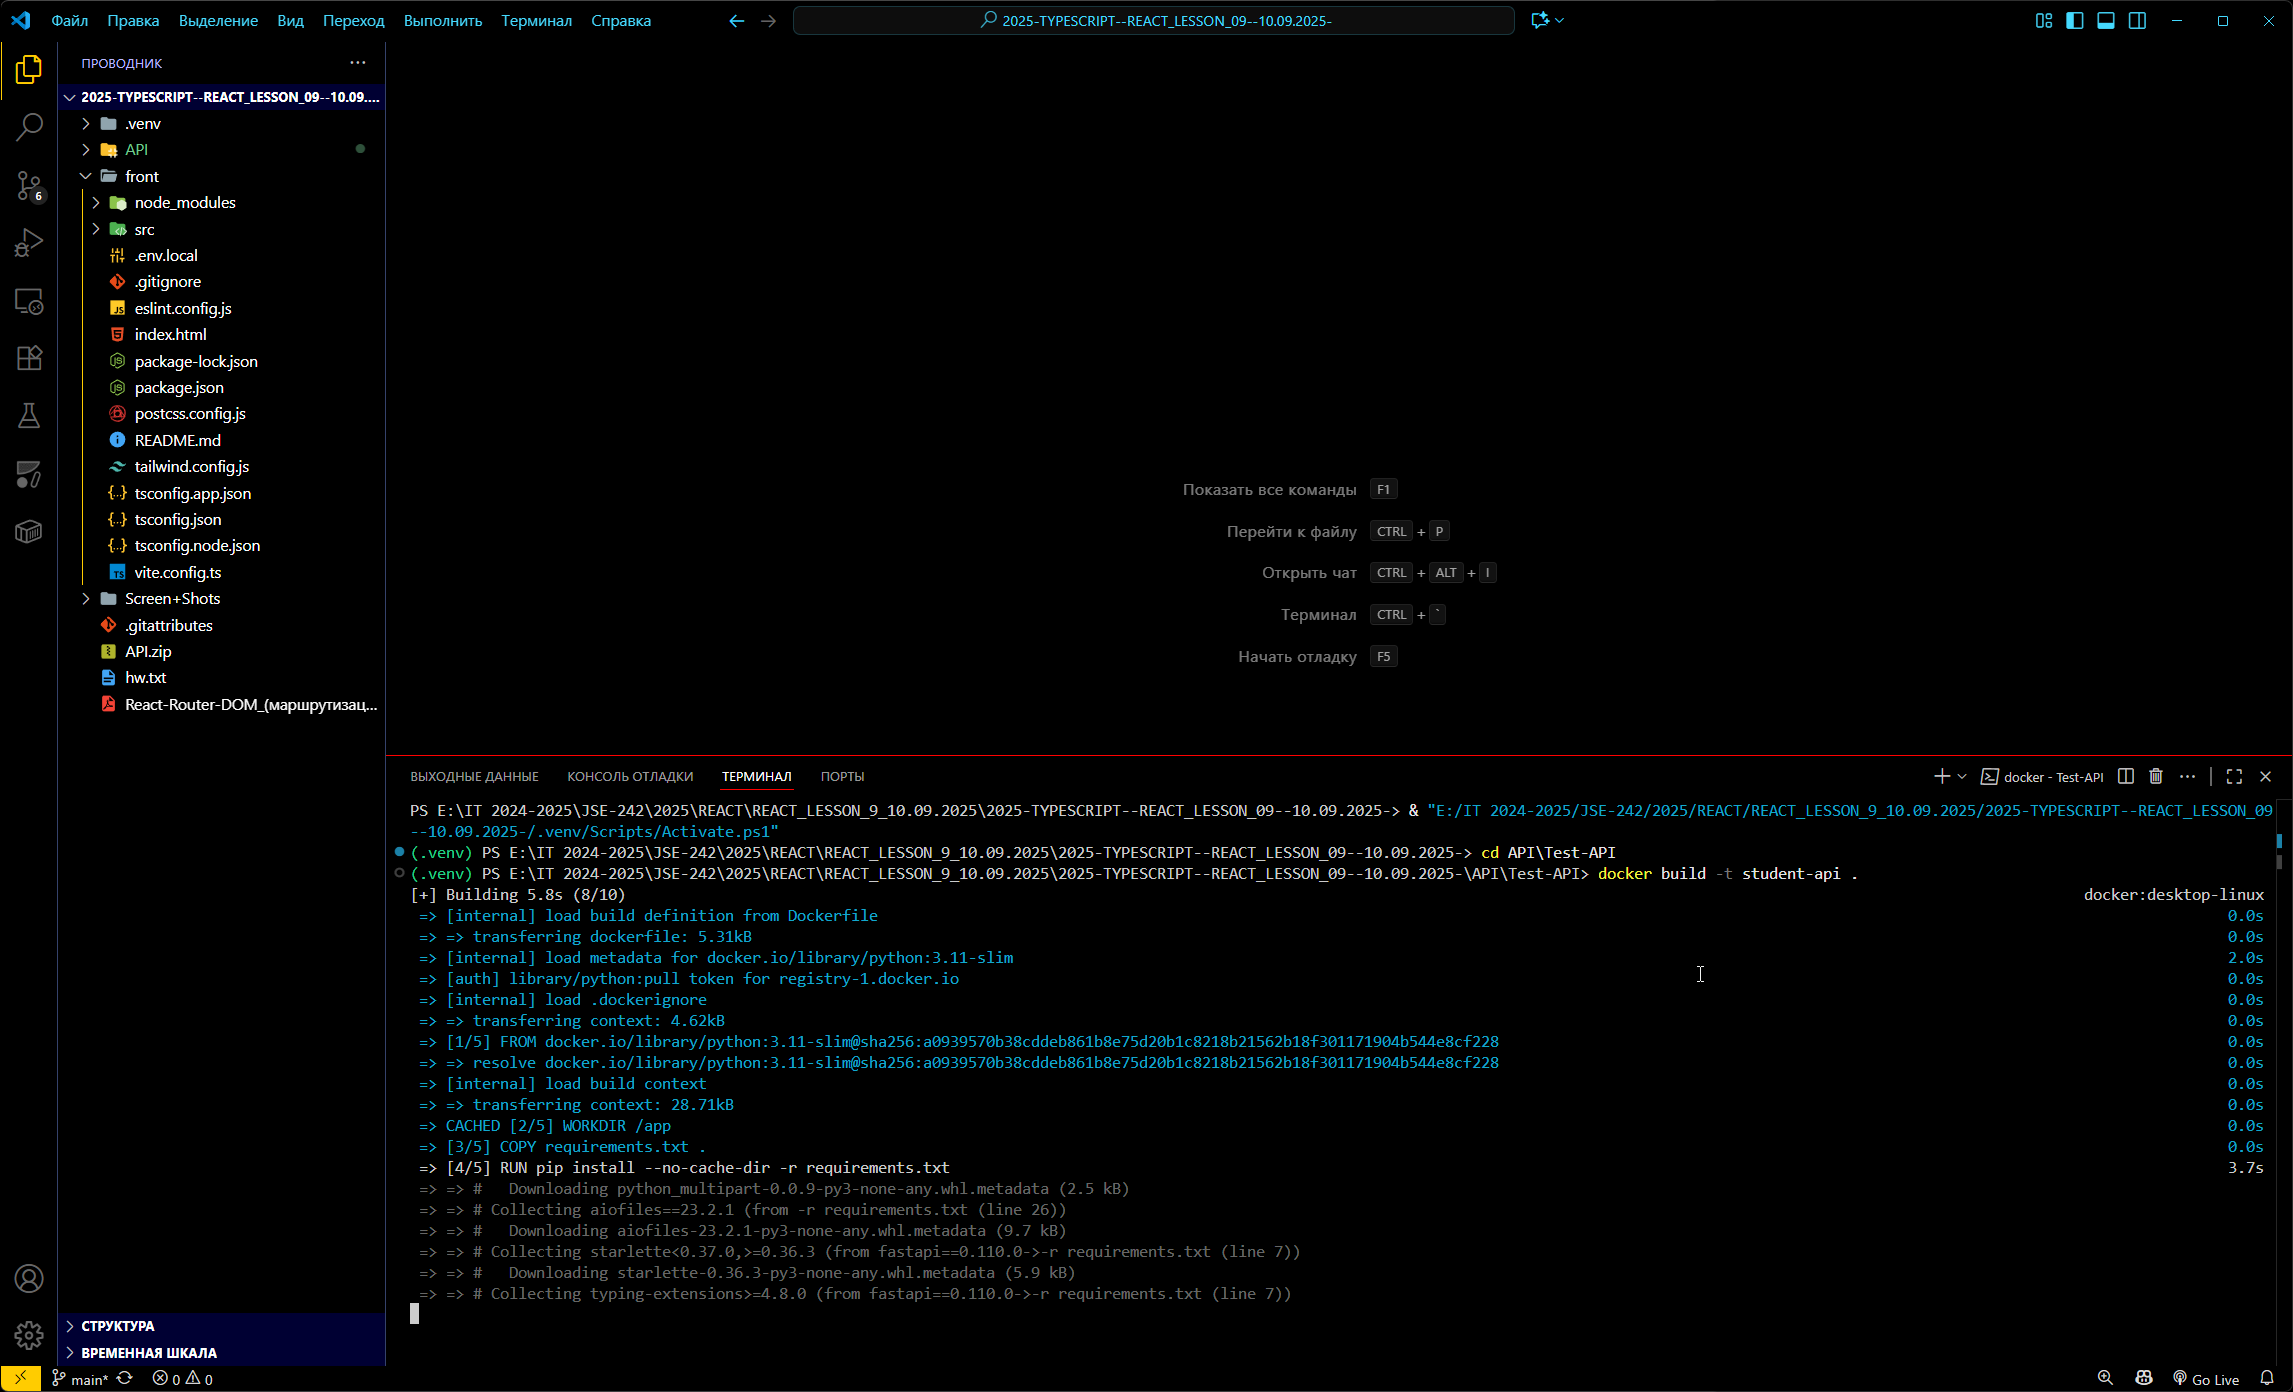 Файл Правка Выделение Вид Переход Выполнить Терминал Справка
2025-TYPESCRIPT--REACT_LESSON_09--10.09.2025-
ПРОВОДНИК
2025-TYPESCRIPT--REACT_LESSON_09--10.09....
.venv
API
front
node_modules
src
.env.local
.gitignore
eslint.config.js
index.html
package-lock.json
package.json
postcss.config.js
README.md
tailwind.config.js
tsconfig.app.json
tsconfig.json
tsconfig.node.json
vite.config.ts
Screen+Shots
.gitattributes
API.zip
hw.txt
React-Router-DOM_(маршрутизац...
6
СТРУКТУРА
ВРЕМЕННАЯ ШКАЛА
Показать все команды F1
Перейти к файлу CTRL + P
Открыть чат CTRL + ALT + I
Терминал CTRL + `
Начать отладку F5
ВЫХОДНЫЕ ДАННЫЕ КОНСОЛЬ ОТЛАДКИ ТЕРМИНАЛ ПОРТЫ
docker - Test-API
PS E:\IT 2024-2025\JSE-242\2025\REACT\REACT_LESSON_9_10.09.2025\2025-TYPESCRIPT--REACT_LESSON_09--10.09.2025-> & "E:/IT 2024-2025/JSE-242/2025/REACT/REACT_LESSON_9_10.09.2025/2025-TYPESCRIPT--REACT_LESSON_09
--10.09.2025-/.venv/Scripts/Activate.ps1"
(.venv) PS E:\IT 2024-2025\JSE-242\2025\REACT\REACT_LESSON_9_10.09.2025\2025-TYPESCRIPT--REACT_LESSON_09--10.09.2025-> cd API\Test-API
(.venv) PS E:\IT 2024-2025\JSE-242\2025\REACT\REACT_LESSON_9_10.09.2025\2025-TYPESCRIPT--REACT_LESSON_09--10.09.2025-\API\Test-API> docker build -t student-api .
[+] Building 5.8s (8/10) docker:desktop-linux
=> [internal] load build definition from Dockerfile 0.0s
=> => transferring dockerfile: 5.31kB 0.0s
=> [internal] load metadata for docker.io/library/python:3.11-slim 2.0s
=> [auth] library/python:pull token for registry-1.docker.io 0.0s
=> [internal] load .dockerignore 0.0s
=> => transferring context: 4.62kB 0.0s
=> [1/5] FROM docker.io/library/python:3.11-slim@sha256:a0939570b38cddeb861b8e75d20b1c8218b21562b18f301171904b544e8cf228 0.0s
=> => resolve docker.io/library/python:3.11-slim@sha256:a0939570b38cddeb861b8e75d20b1c8218b21562b18f301171904b544e8cf228 0.0s
=> [internal] load build context 0.0s
=> => transferring context: 28.71kB 0.0s
=> CACHED [2/5] WORKDIR /app 0.0s
=> [3/5] COPY requirements.txt . 0.0s
=> [4/5] RUN pip install --no-cache-dir -r requirements.txt 3.7s
=> => # Downloading python_multipart-0.0.9-py3-none-any.whl.metadata (2.5 kB)
=> => # Collecting aiofiles==23.2.1 (from -r requirements.txt (line 26))
=> => # Downloading aiofiles-23.2.1-py3-none-any.whl.metadata (9.7 kB)
=> => # Collecting starlette<0.37.0,>=0.36.3 (from fastapi==0.110.0->-r requirements.txt (line 7))
=> => # Downloading starlette-0.36.3-py3-none-any.whl.metadata (5.9 kB)
=> => # Collecting typing-extensions>=4.8.0 (from fastapi==0.110.0->-r requirements.txt (line 7))
main* 0 0 Go Live